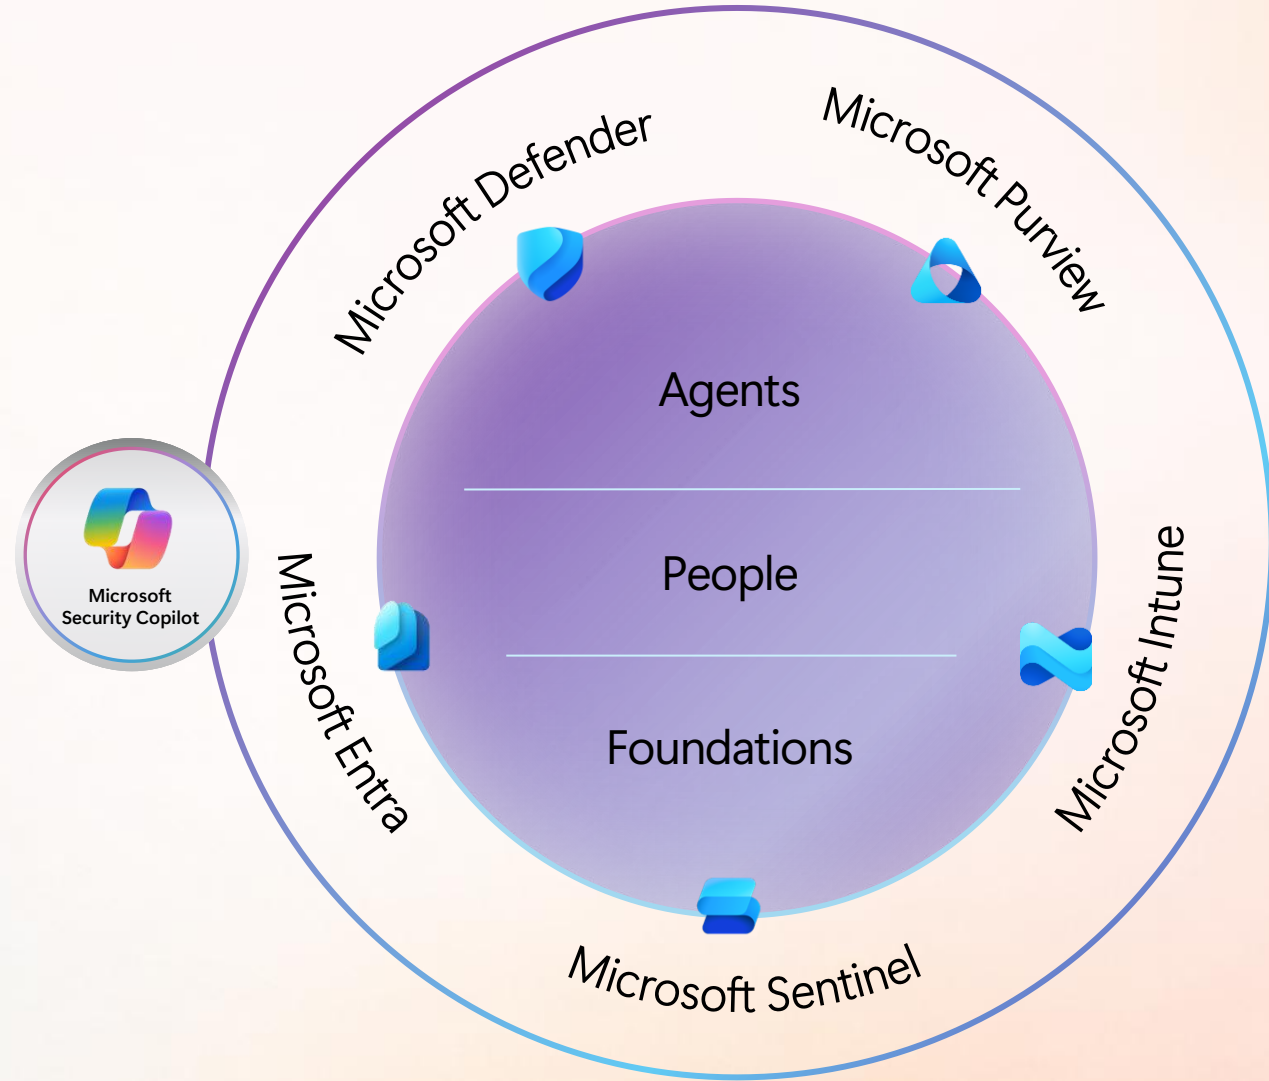 Microsoft Defender
Microsoft Purview
Agents
People
Foundations
Microsoft
Security Copilot
Microsoft Entra
Microsoft Intune
Microsoft Sentinel